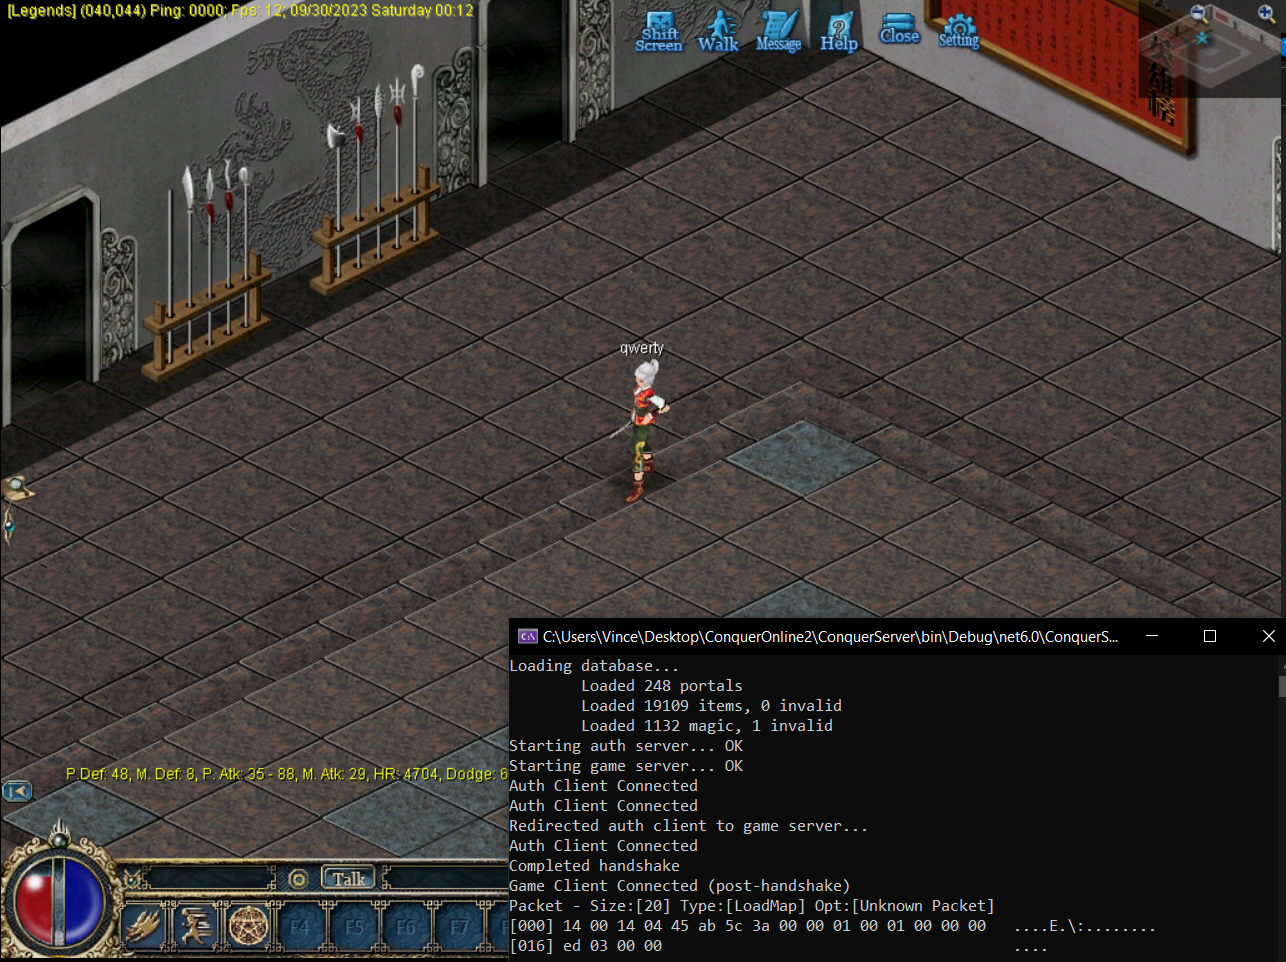 [Legends] (040,044) Ping: 0000; Fps: 12, 09/30/2023 Saturday 00:12
Shift Screen
Walk
Message
Help
Close
Setting
qwerty
P.Def: 48, M. Def: 8, P. Atk: 35 - 88, M. Atk: 29, HR: 4704, Dodge: 6
Talk
F4
F5
F6
F7
C:\Users\Vince\Desktop\ConquerOnline2\ConquerServer\bin\Debug\net6.0\ConquerS...
Loading database...
Loaded 248 portals
Loaded 19109 items, 0 invalid
Loaded 1132 magic, 1 invalid
Starting auth server... OK
Starting game server... OK
Auth Client Connected
Auth Client Connected
Redirected auth client to game server...
Auth Client Connected
Completed handshake
Game Client Connected (post-handshake)
Packet - Size:[20] Type:[LoadMap] Opt:[Unknown Packet]
[000] 14 00 14 04 45 ab 5c 3a 00 00 01 00 01 00 00 00 ....E.\:........
[016] ed 03 00 00 ....